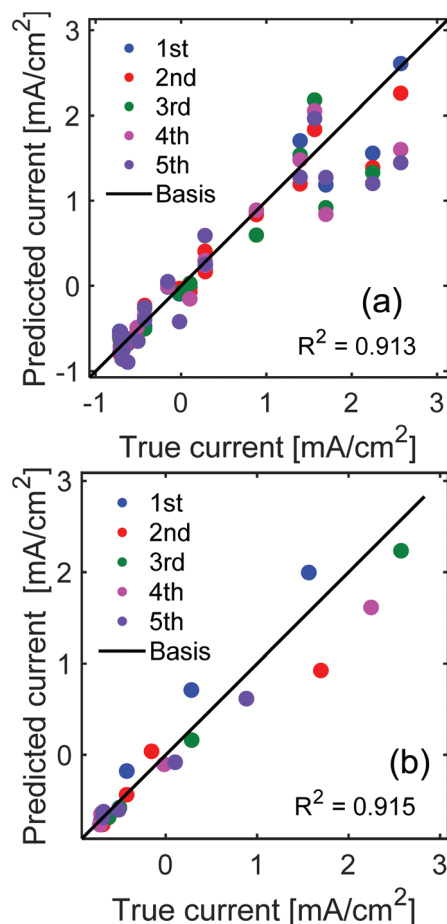 3
2
1
0
-1
Prediccted current [mA/cm²]
1st
2nd
3rd
4th
5th
Basis
(a)
R² = 0.913
-1 0 1 2 3
True current [mA/cm²]
3
2
1
0
Predicted current [mA/cm²]
1st
2nd
3rd
4th
5th
Basis
(b)
R² = 0.915
0 1 2 3
True current [mA/cm²]